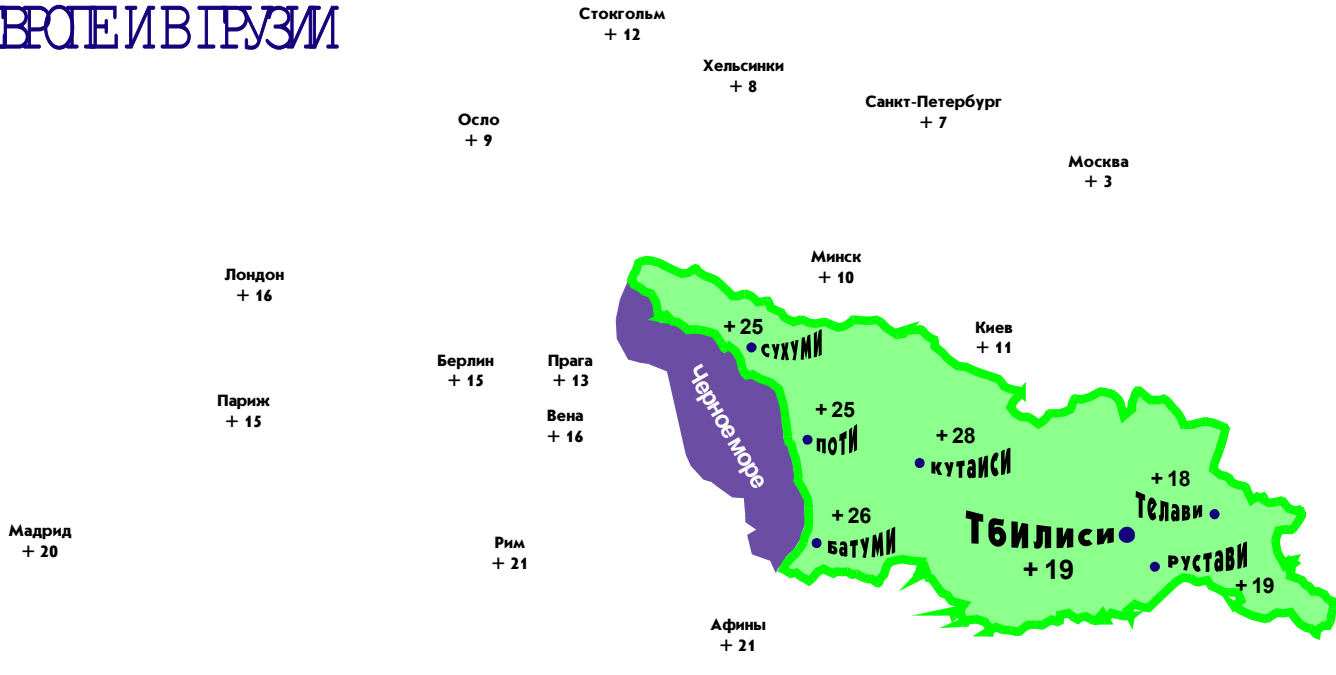 ВРОПЕ И В ГРУЗИИ
Стокгольм
+ 12
Хельсинки
+ 8
Санкт-Петербург
+ 7
Осло
+ 9
Москва
+ 3
Минск
+ 10
Лондон
+ 16
Киев
+ 11
+ 25
СУХУМИ
Берлин
+ 15
Прага
+ 13
Париж
+ 15
Вена
+ 16
Черное море
+ 25
ПОТИ
+ 28
КУТАИСИ
+ 18
Телави
+ 26
БАТУМИ
Тбилиси
+ 19
РУСТАВИ
+ 19
Мадрид
+ 20
Рим
+ 21
Афины
+ 21